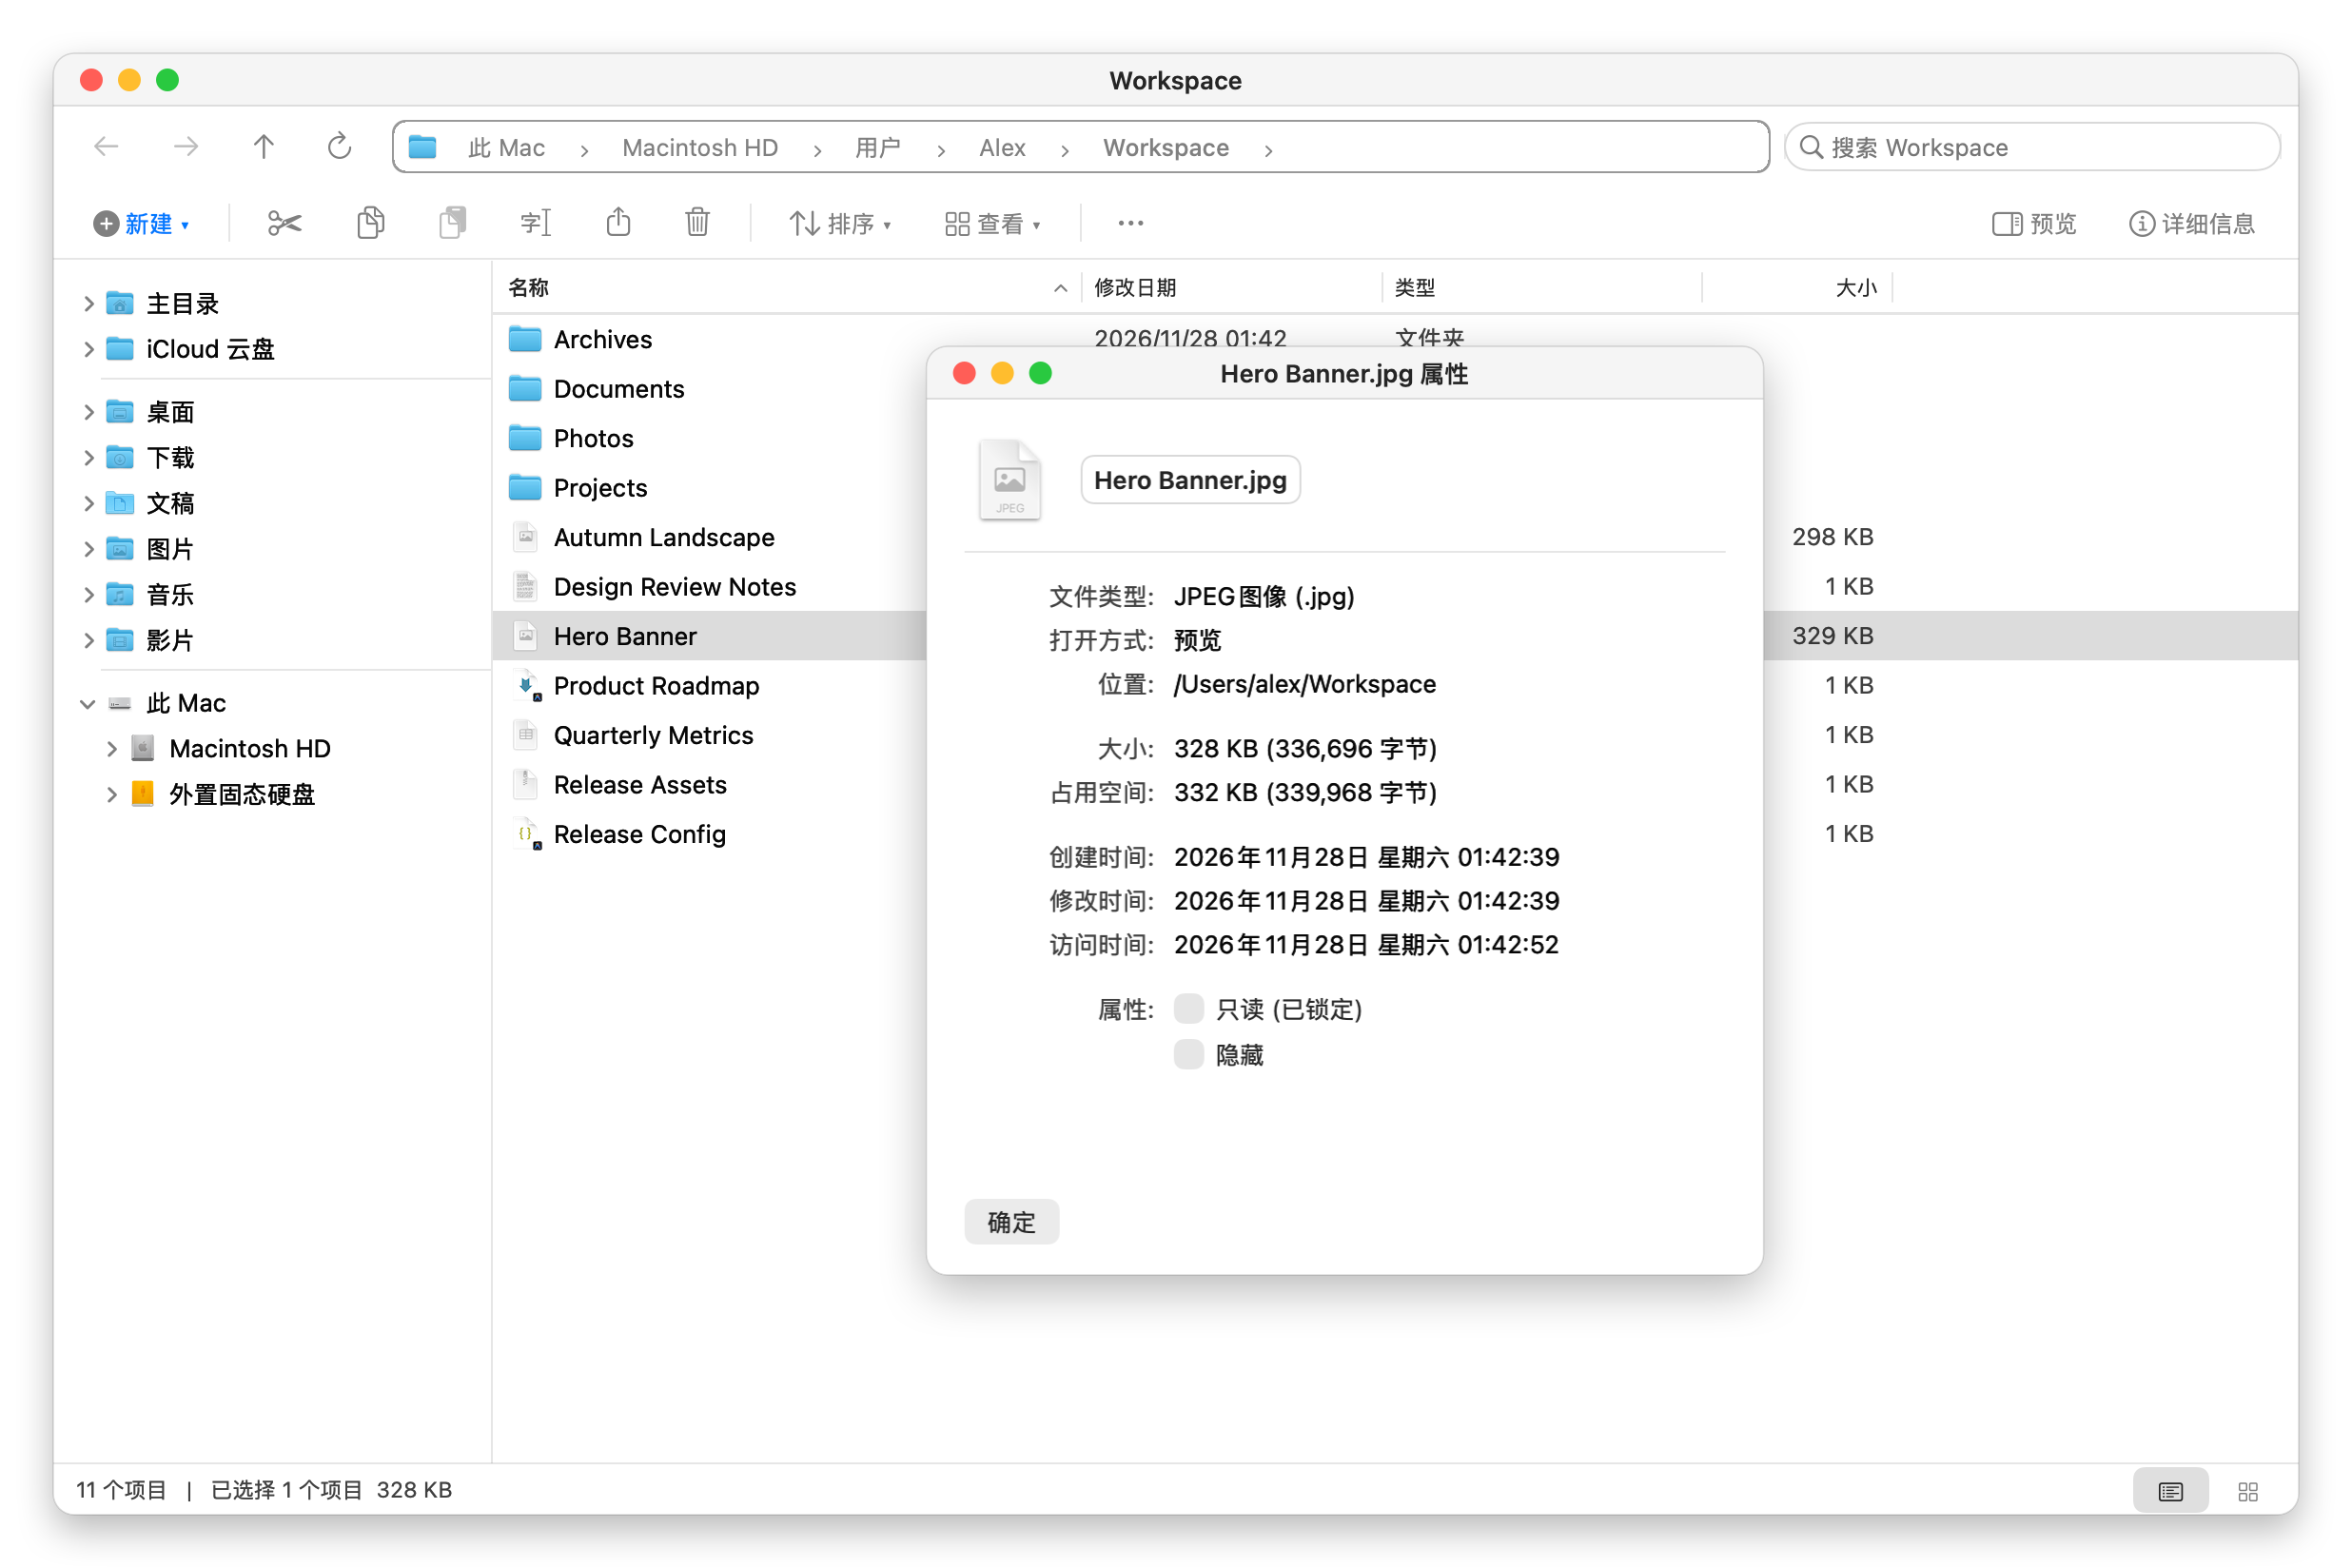 Workspace
此 Mac › Macintosh HD › 用户 › Alex › Workspace ›
搜索 Workspace
新建
字
排序
查看
预览
详细信息
主目录
iCloud 云盘
桌面
下载
文稿
图片
音乐
影片
此 Mac
Macintosh HD
外置固态硬盘
名称 修改日期 类型 大小
Archives 2026/11/28 01:42 文件夹
Documents
Photos
Projects
Autumn Landscape 298 KB
Design Review Notes 1 KB
Hero Banner 329 KB
Product Roadmap 1 KB
Quarterly Metrics 1 KB
Release Assets 1 KB
Release Config 1 KB
Hero Banner.jpg 属性
JPEG
Hero Banner.jpg
文件类型: JPEG图像 (.jpg)
打开方式: 预览
位置: /Users/alex/Workspace
大小: 328 KB (336,696 字节)
占用空间: 332 KB (339,968 字节)
创建时间: 2026年11月28日 星期六 01:42:39
修改时间: 2026年11月28日 星期六 01:42:39
访问时间: 2026年11月28日 星期六 01:42:52
属性: 只读 (已锁定)
隐藏
确定
11 个项目 | 已选择 1 个项目 328 KB